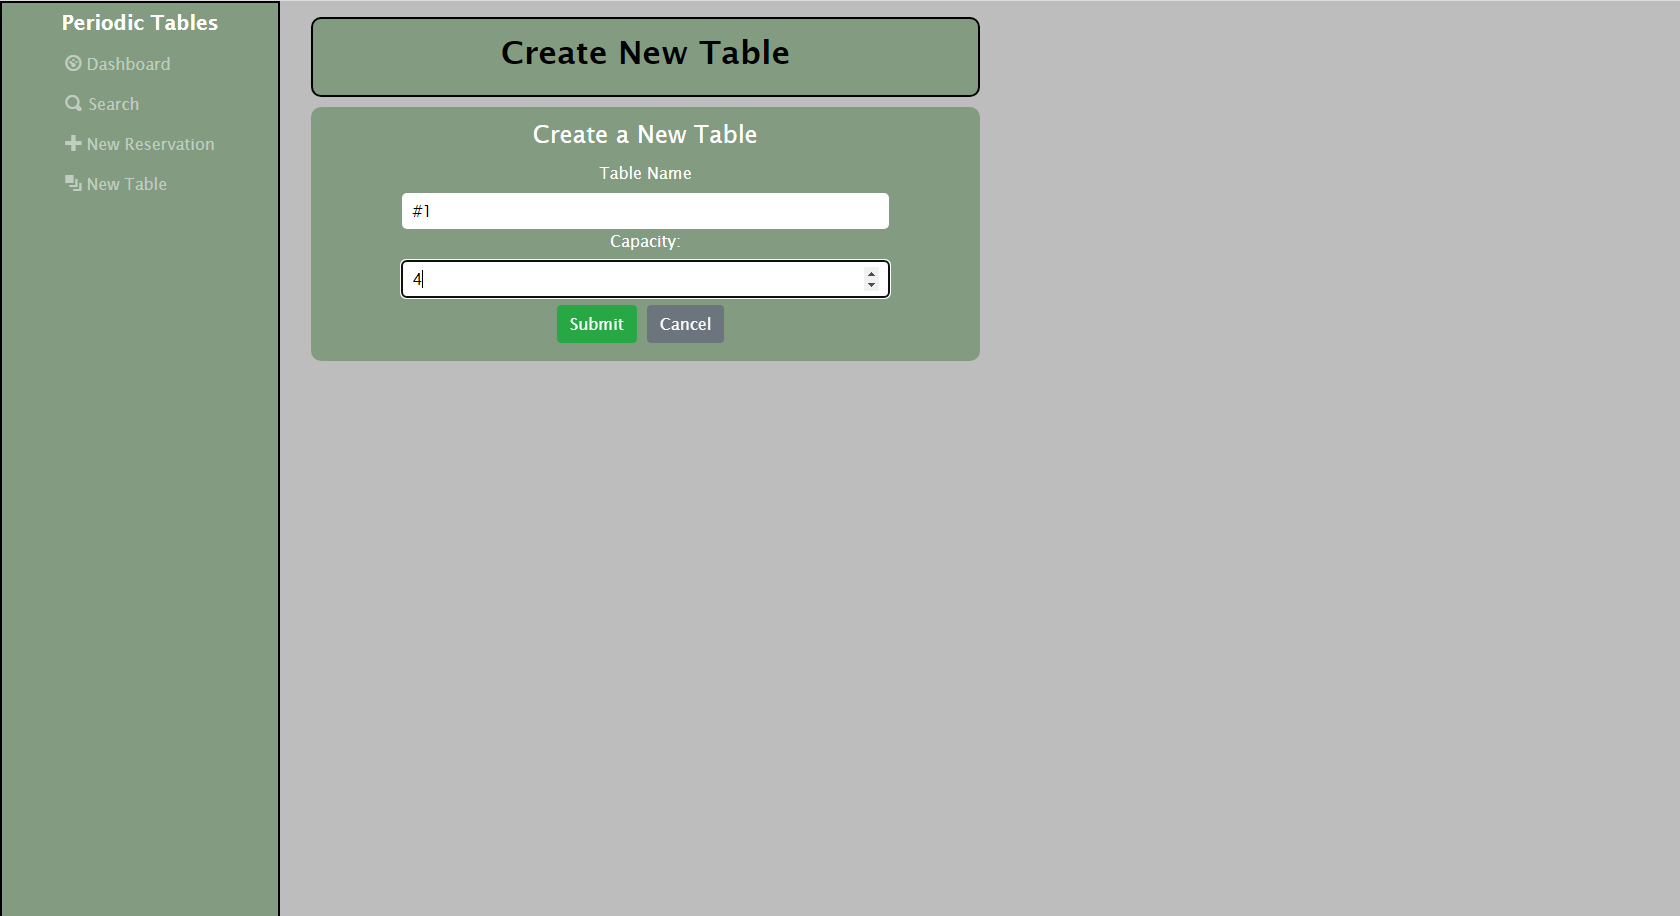 Periodic Tables
Dashboard
Search
New Reservation
New Table
Create New Table
Create a New Table
Table Name
#1
Capacity:
4
Submit Cancel